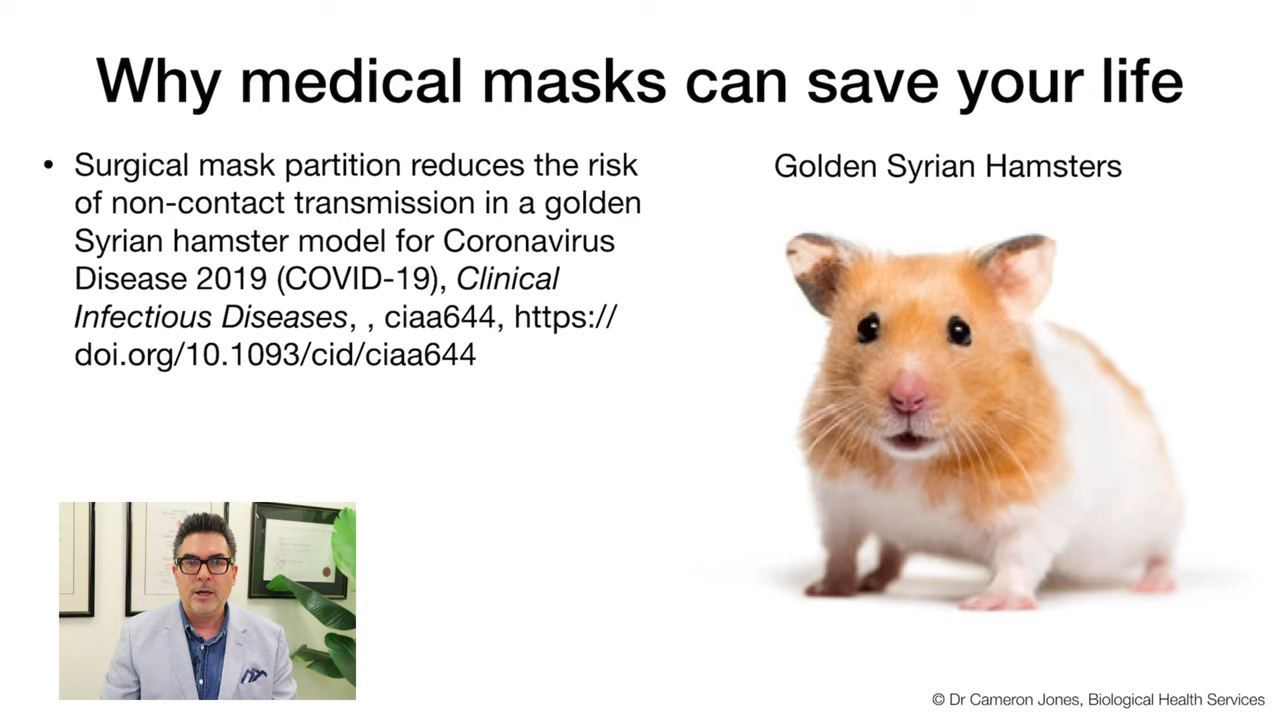 Why medical masks can save your life
• Surgical mask partition reduces the risk
of non-contact transmission in a golden
Syrian hamster model for Coronavirus
Disease 2019 (COVID-19), Clinical
Infectious Diseases, , ciaa644, https://
doi.org/10.1093/cid/ciaa644
Golden Syrian Hamsters
© Dr Cameron Jones, Biological Health Services